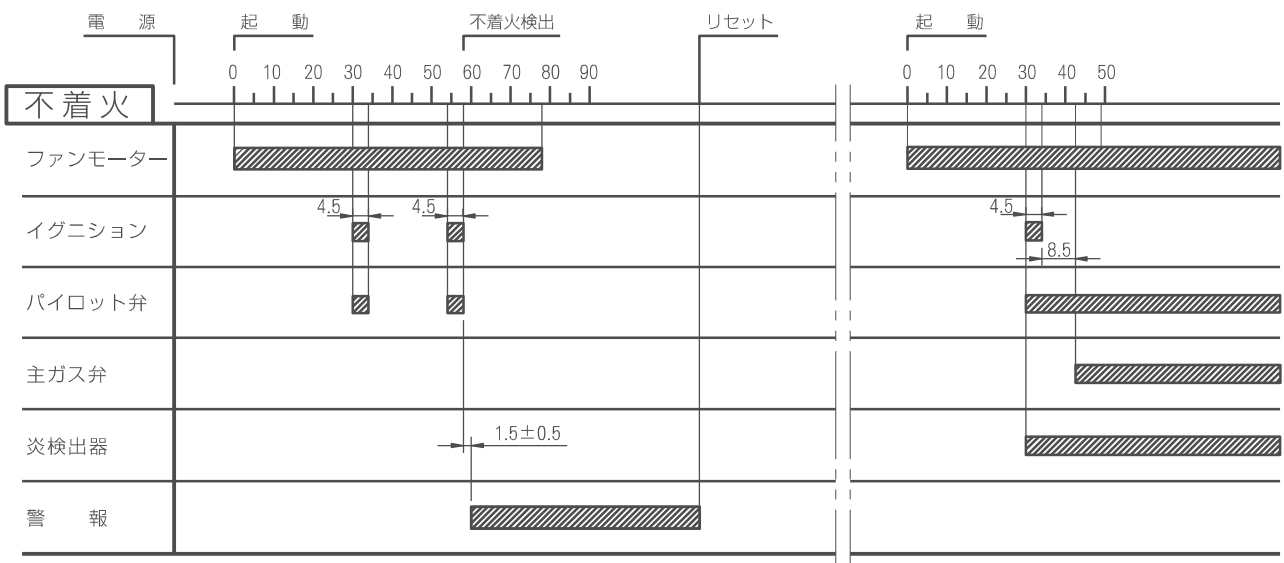 電 源 起 動 不着火検出 リセット 起 動
0 10 20 30 40 50 60 70 80 90 0 10 20 30 40 50
不着火
ファンモーター
4.5 4.5 4.5
イグニション
8.5
パイロット弁
主ガス弁
1.5±0.5
炎検出器
警 報